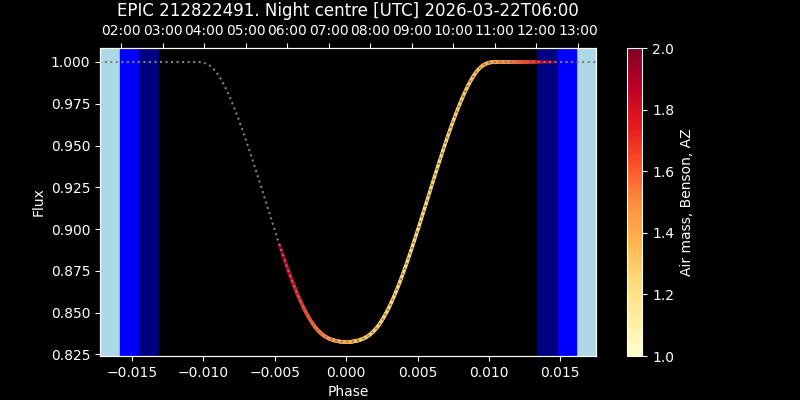 EPIC 212822491. Night centre [UTC] 2026-03-22T06:00
02:00 03:00 04:00 05:00 06:00 07:00 08:00 09:00 10:00 11:00 12:00 13:00
1.000
0.975
0.950
0.925
0.900
0.875
0.850
0.825
Flux
−0.015 −0.010 −0.005 0.000 0.005 0.010 0.015
Phase
2.0
1.8
1.6
1.4
1.2
1.0
Air mass, Benson, AZ